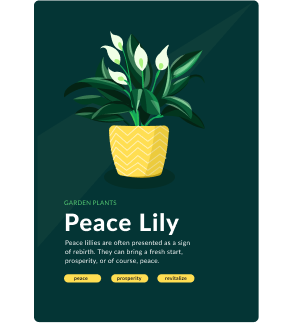 GARDEN PLANTS
Peace Lily
Peace lillies are often presented as a sign
of rebirth. They can bring a fresh start,
prosperity, or of course, peace.
peace prosperity revitalize